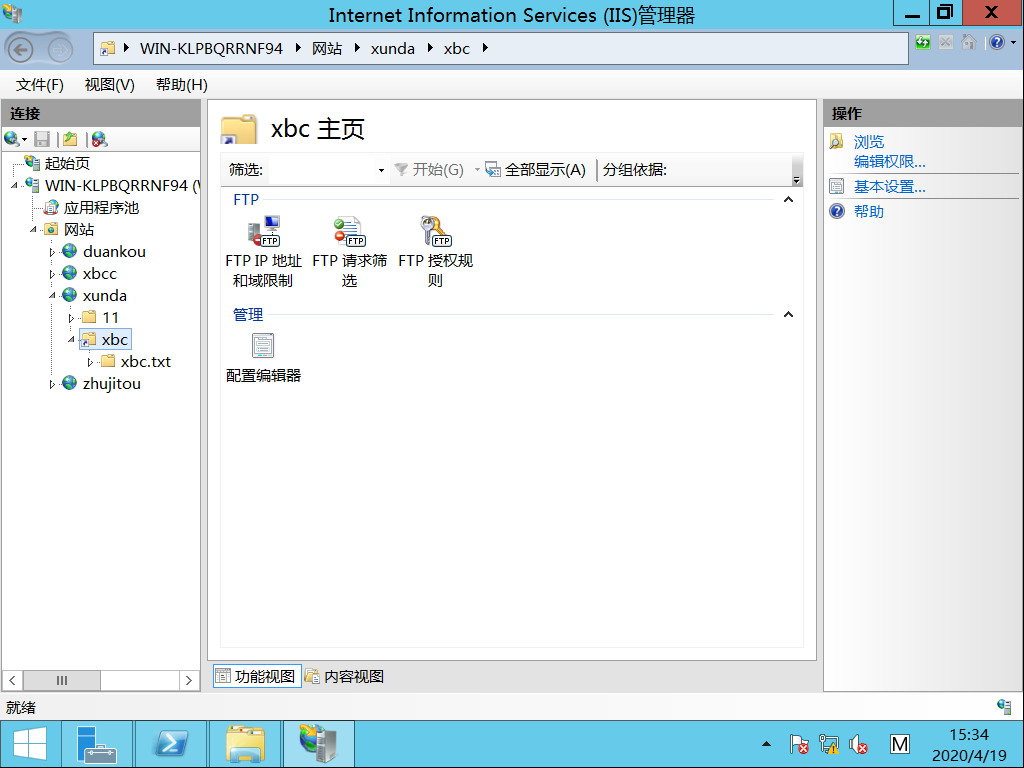 Internet Information Services (IIS)管理器
WIN-KLPBQRRNF94 网站 xunda xbc
文件(F) 视图(V) 帮助(H)
连接
起始页
WIN-KLPBQRRNF94 (
应用程序池
网站
duankou
xbcc
xunda
11
xbc
xbc.txt
zhujitou
xbc 主页
筛选: 开始(G) 全部显示(A) 分组依据:
FTP
FTP IP 地址
和域限制
FTP 请求筛
选
FTP 授权规
则
管理
配置编辑器
功能视图 内容视图
操作
浏览
编辑权限...
基本设置...
帮助
就绪
M
15:34
2020/4/19